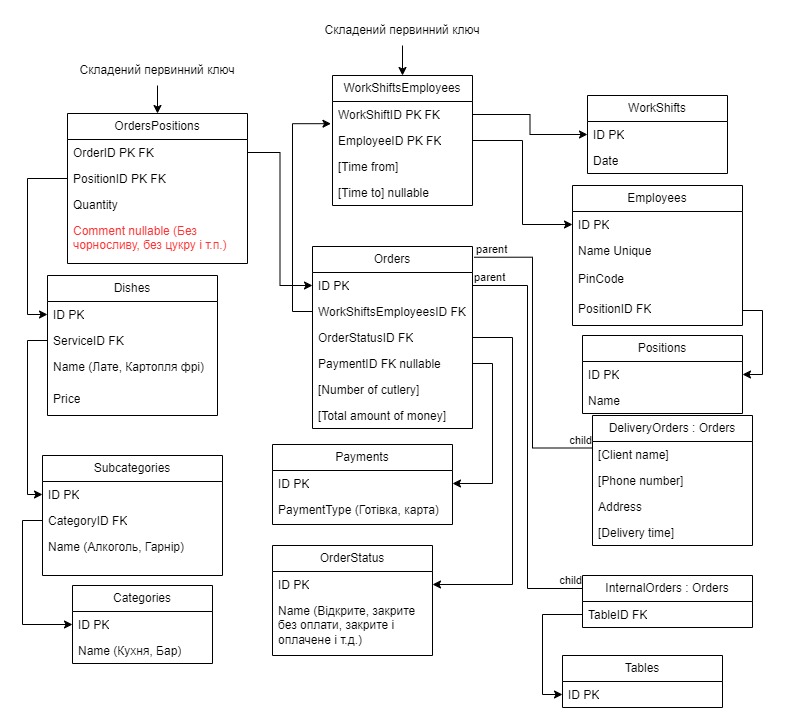 Складений первинний ключ
Складений первинний ключ
OrdersPositions
OrderID PK FK
PositionID PK FK
Quantity
Comment nullable (Без
чорносливу, без цукру і т.п.)
WorkShiftsEmployees
WorkShiftID PK FK
EmployeeID PK FK
[Time from]
[Time to] nullable
WorkShifts
ID PK
Date
Employees
ID PK
Name Unique
PinCode
PositionID FK
Dishes
ID PK
ServiceID FK
Name (Лате, Картопля фрі)
Price
Orders
ID PK
WorkShiftsEmployeesID FK
OrderStatusID FK
PaymentID FK nullable
[Number of cutlery]
[Total amount of money]
parent
parent
Positions
ID PK
Name
child
DeliveryOrders : Orders
[Client name]
[Phone number]
Address
[Delivery time]
Subcategories
ID PK
CategoryID FK
Name (Алкоголь, Гарнір)
Payments
ID PK
PaymentType (Готівка, карта)
OrderStatus
ID PK
Name (Відкрите, закрите
без оплати, закрите і
оплачене і т.д.)
child
InternalOrders : Orders
TableID FK
Categories
ID PK
Name (Кухня, Бар)
Tables
ID PK